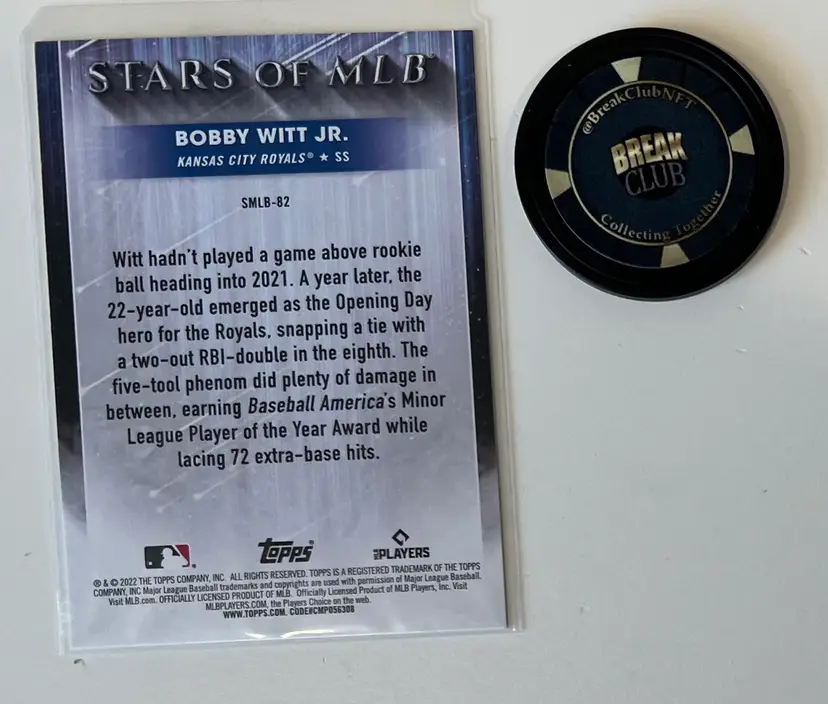 STARS OF MLB®
BOBBY WITT JR.
KANSAS CITY ROYALS® ★ SS
SMLB-82
Witt hadn't played a game above rookie
ball heading into 2021. A year later, the
22-year-old emerged as the Opening Day
hero for the Royals, snapping a tie with
a two-out RBI-double in the eighth. The
five-tool phenom did plenty of damage in
between, earning Baseball America's Minor
League Player of the Year Award while
lacing 72 extra-base hits.
Topps®
MLB PLAYERS
® & © 2022 THE TOPPS COMPANY, INC. ALL RIGHTS RESERVED. TOPPS IS A REGISTERED TRADEMARK OF THE TOPPS
COMPANY, INC Major League Baseball trademarks and copyrights are used with permission of Major League Baseball.
Visit MLB.com. OFFICIALLY LICENSED PRODUCT OF MLB. Officially Licensed Product of MLB Players, Inc. Visit
MLBPLAYERS.COM, the Players Choice on the web.
WWW.TOPPS.COM. CODE#CMP056308
@BreakClubNFT
BREAK
CLUB
Collecting Together